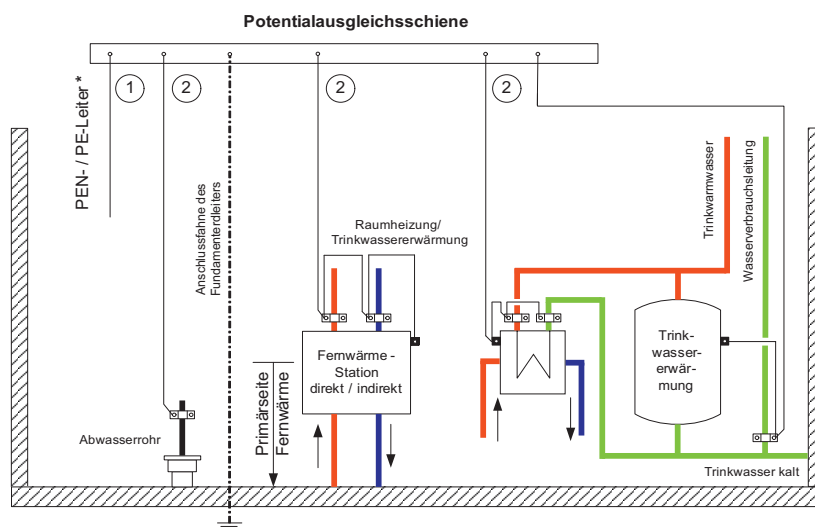 Potentialausgleichsschiene
1
2
2
2
PEN- / PE-Leiter *
Anschlussfahne des
Fundamenterdleiters
Raumheizung/
Trinkwassererwärmung
Trinkwarmwasser
Wasserverbrauchsleitung
Fernwärme -
Station
direkt / indirekt
Trink-
wasser-
erwär-
mung
Primärseite
Fernwärme
Abwasserrohr
Trinkwasser kalt